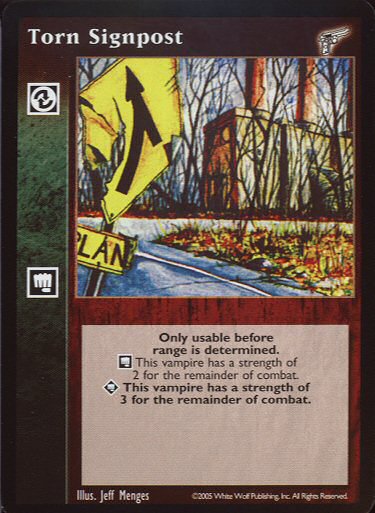 Torn Signpost
LAN
Only usable before
range is determined.
This vampire has a strength of
2 for the remainder of combat.
This vampire has a strength of
3 for the remainder of combat.
Illus. Jeff Menges
©2005 White Wolf Publishing, Inc. All Rights Reserved.